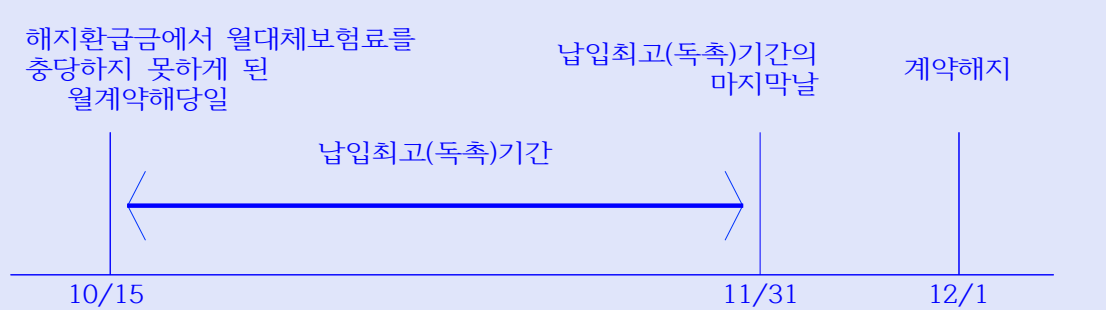 해지환급금에서 월대체보험료를
충당하지 못하게 된
월계약해당일
납입최고(독촉)기간의
마지막날
계약해지
납입최고(독촉)기간
10/15
11/31
12/1